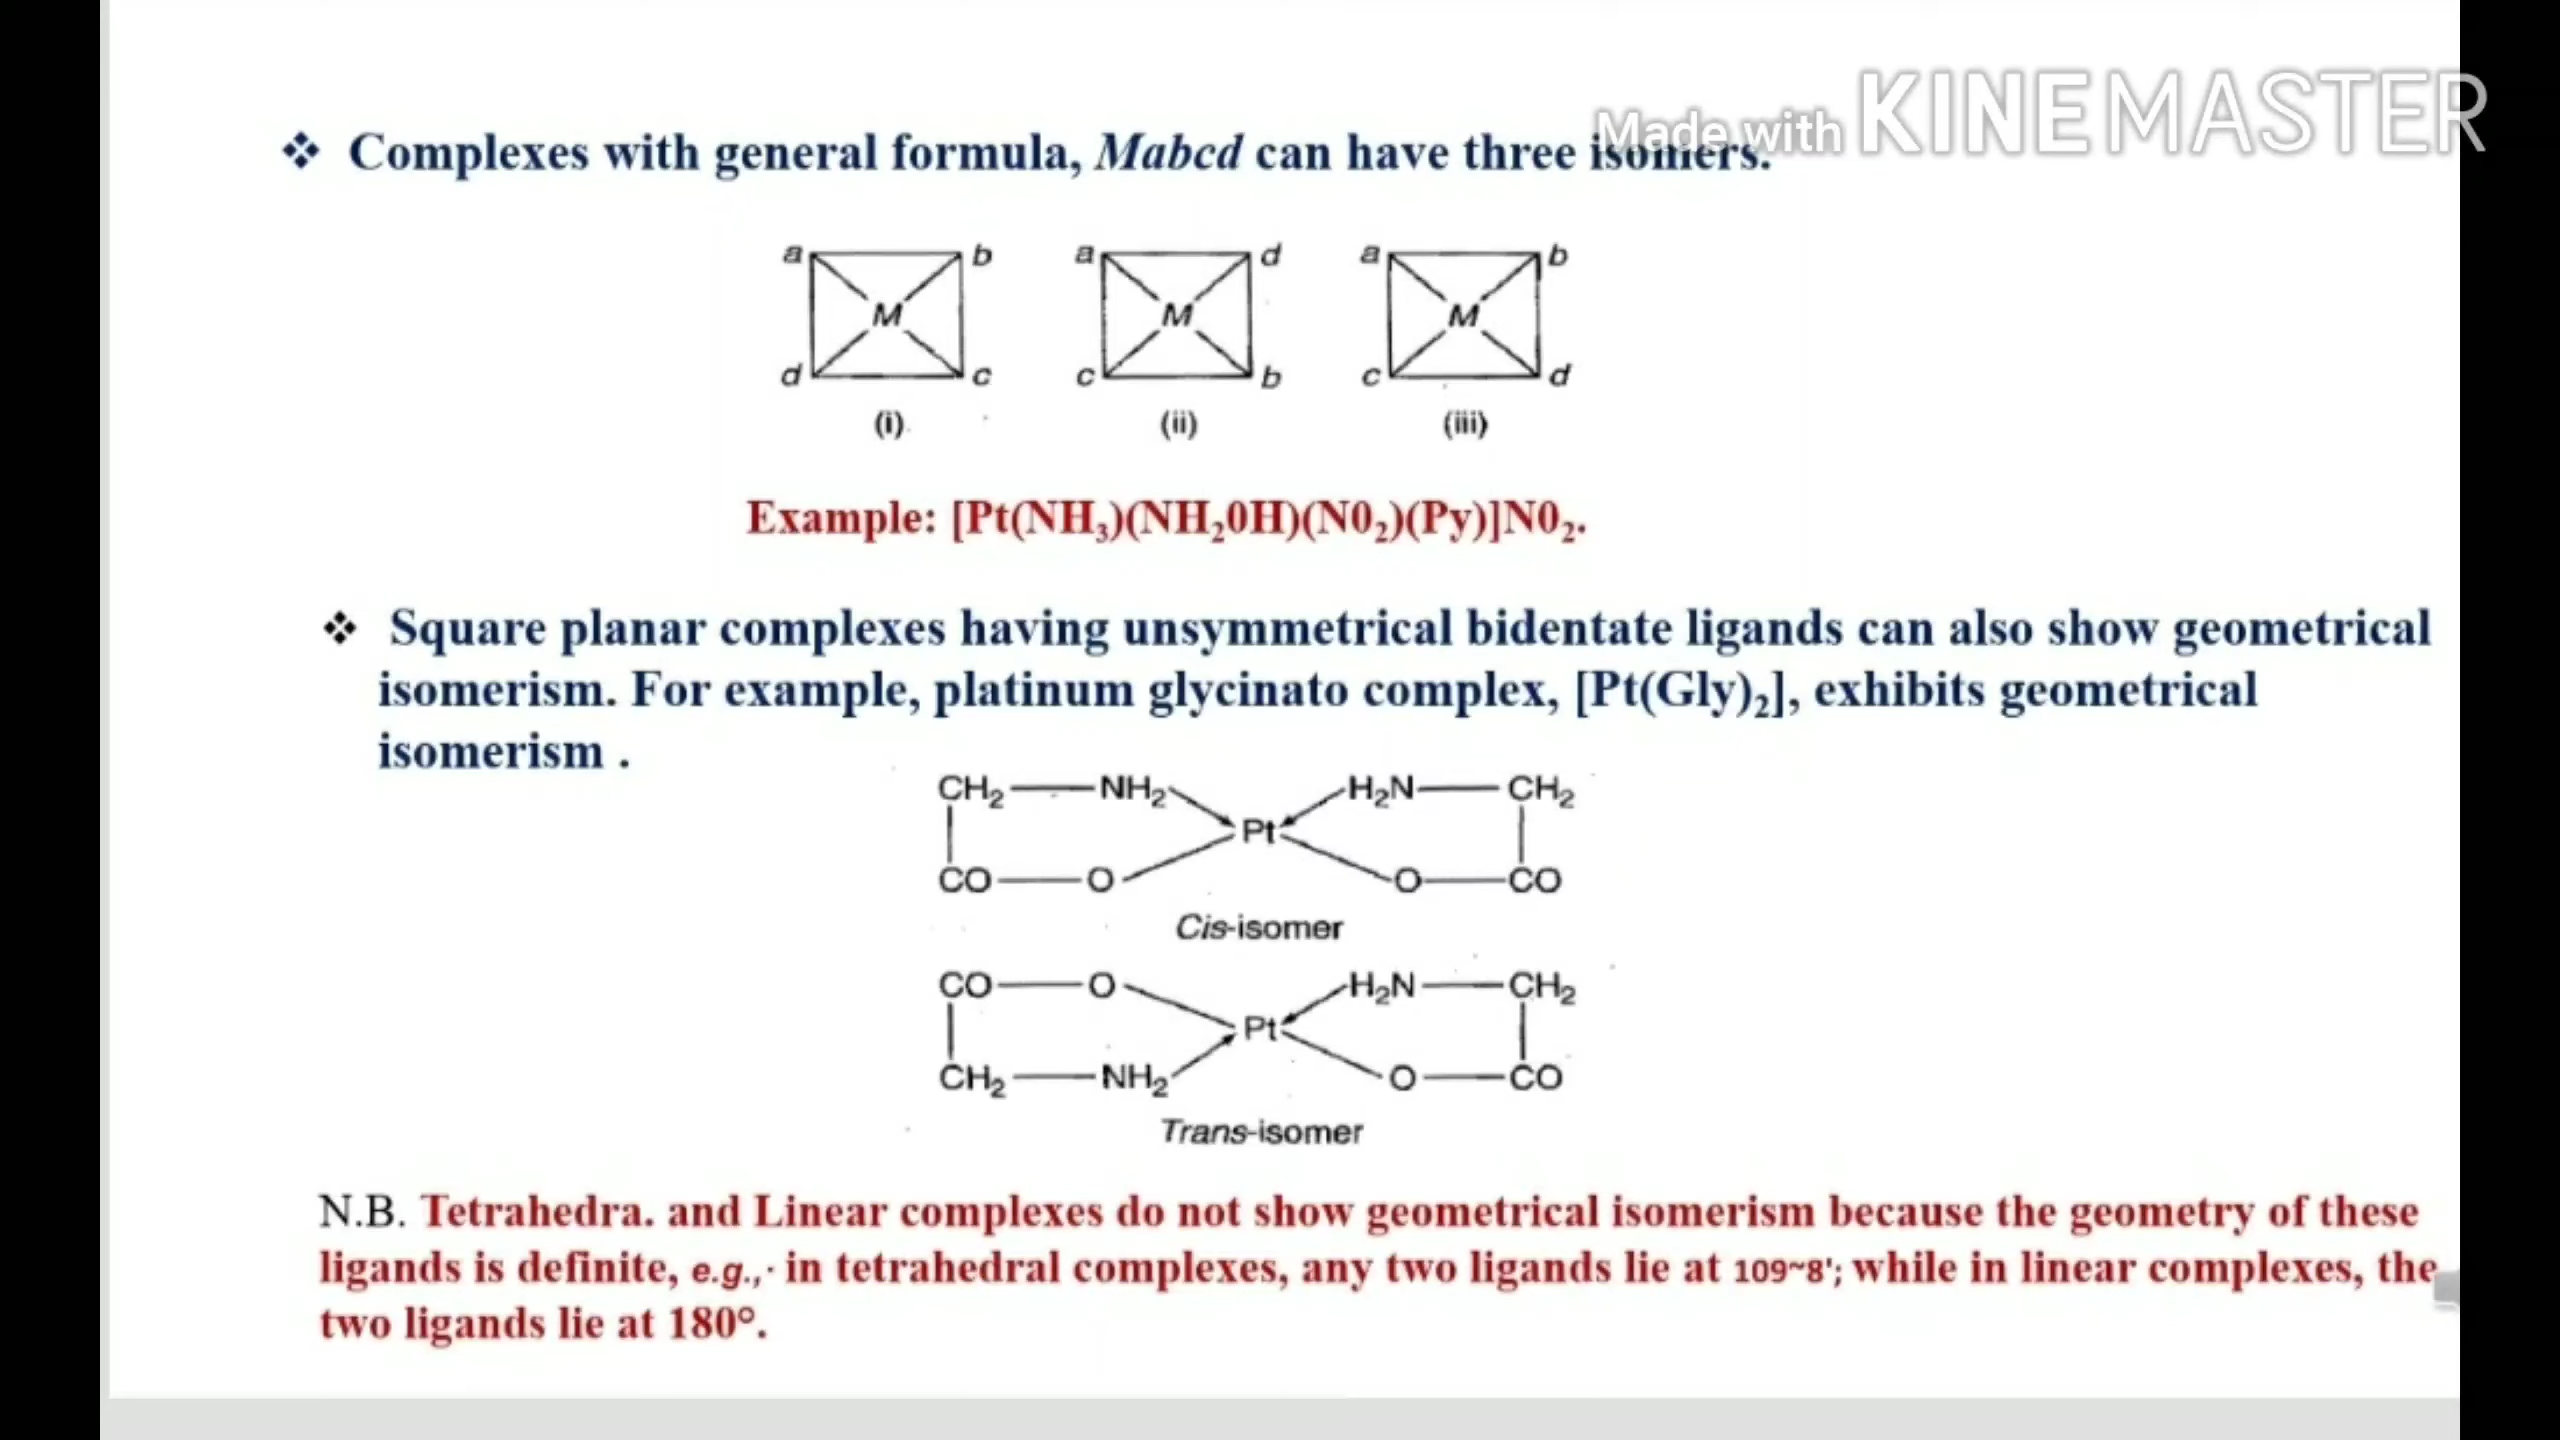 Made with KINEMASTER
❖ Complexes with general formula, Mabcd can have three isomers.
a b a d a b
M M M
d c c b c d
(i) (ii) (iii)
Example: [Pt(NH₃)(NH₂0H)(N0₂)(Py)]N0₂.
❖ Square planar complexes having unsymmetrical bidentate ligands can also show geometrical
isomerism. For example, platinum glycinato complex, [Pt(Gly)₂], exhibits geometrical
isomerism .
CH₂ NH₂ H₂N CH₂
Pt
CO O O CO
Cis-isomer
CO O H₂N CH₂
Pt
CH₂ NH₂ O CO
Trans-isomer
N.B. Tetrahedra. and Linear complexes do not show geometrical isomerism because the geometry of these
ligands is definite, e.g.,· in tetrahedral complexes, any two ligands lie at 109~8'; while in linear complexes, the
two ligands lie at 180°.